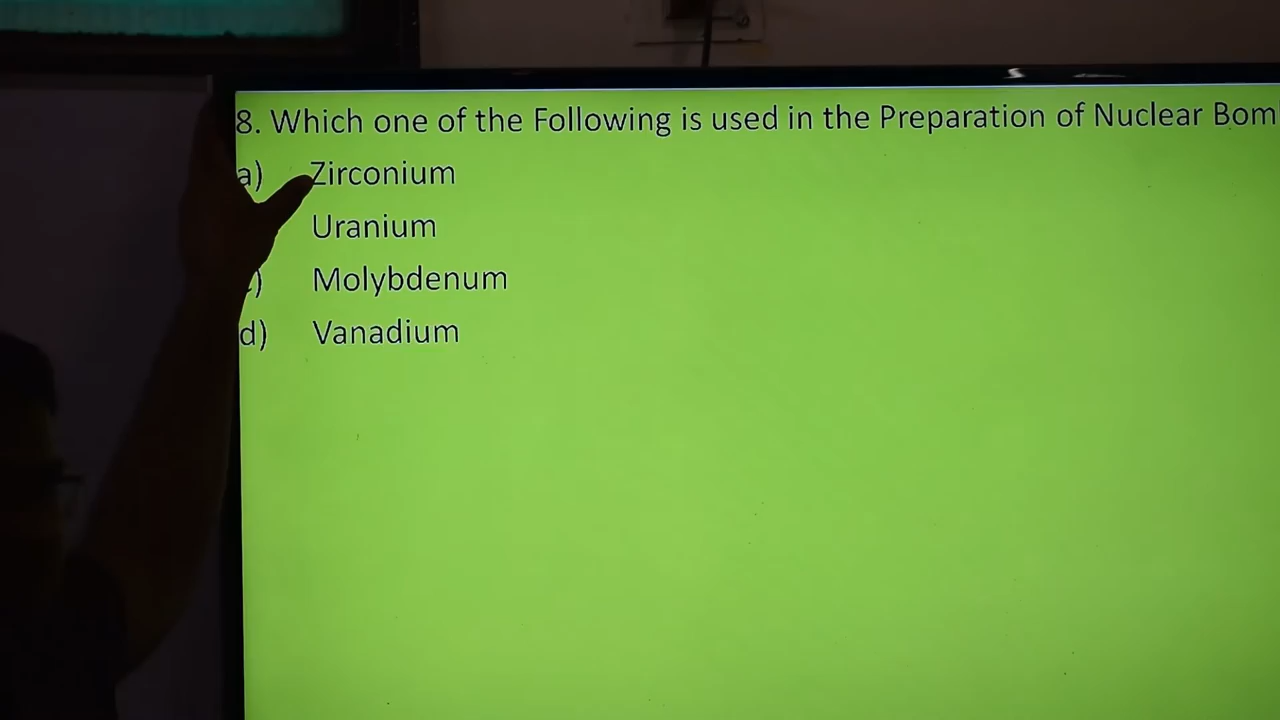 8. Which one of the Following is used in the Preparation of Nuclear Bom
a) Zirconium
Uranium
) Molybdenum
d) Vanadium